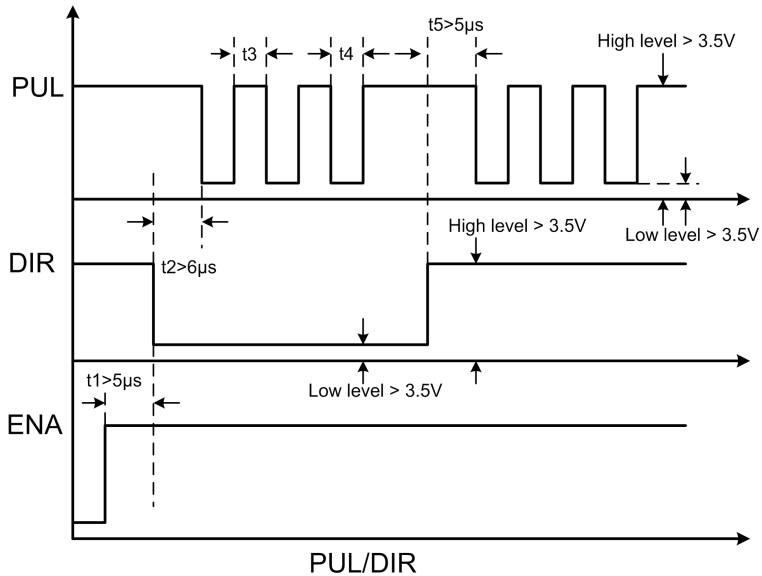 t5>5µs
High level > 3.5V
t3
t4
PUL
High level > 3.5V
Low level > 3.5V
DIR
t2>6µs
t1>5µs
Low level > 3.5V
ENA
PUL/DIR